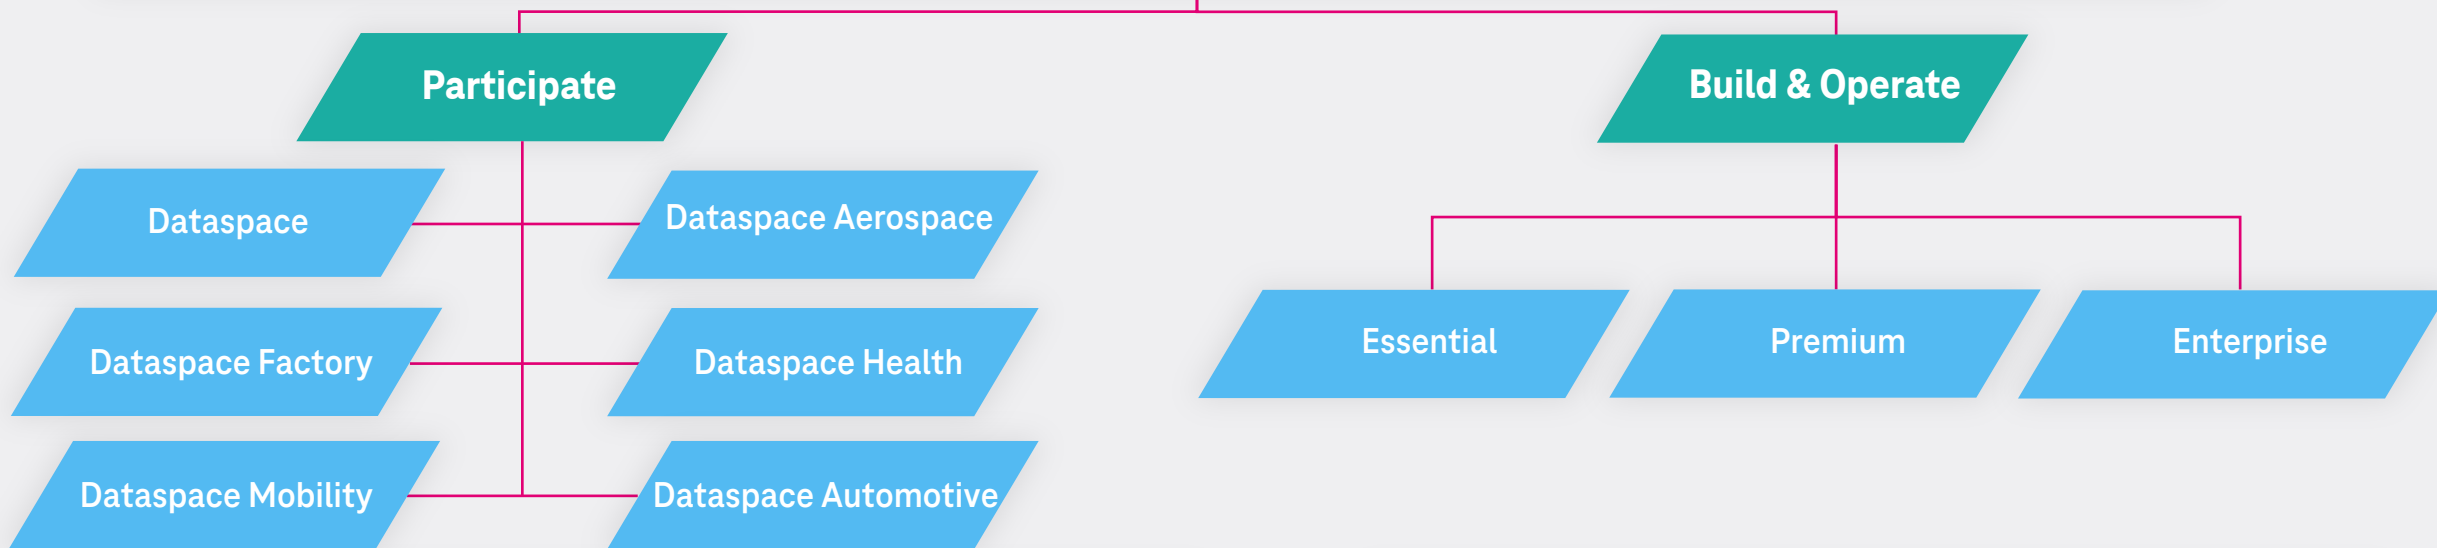 Participate
Build & Operate
Dataspace
Dataspace Aerospace
Dataspace Factory
Dataspace Health
Dataspace Mobility
Dataspace Automotive
Essential
Premium
Enterprise